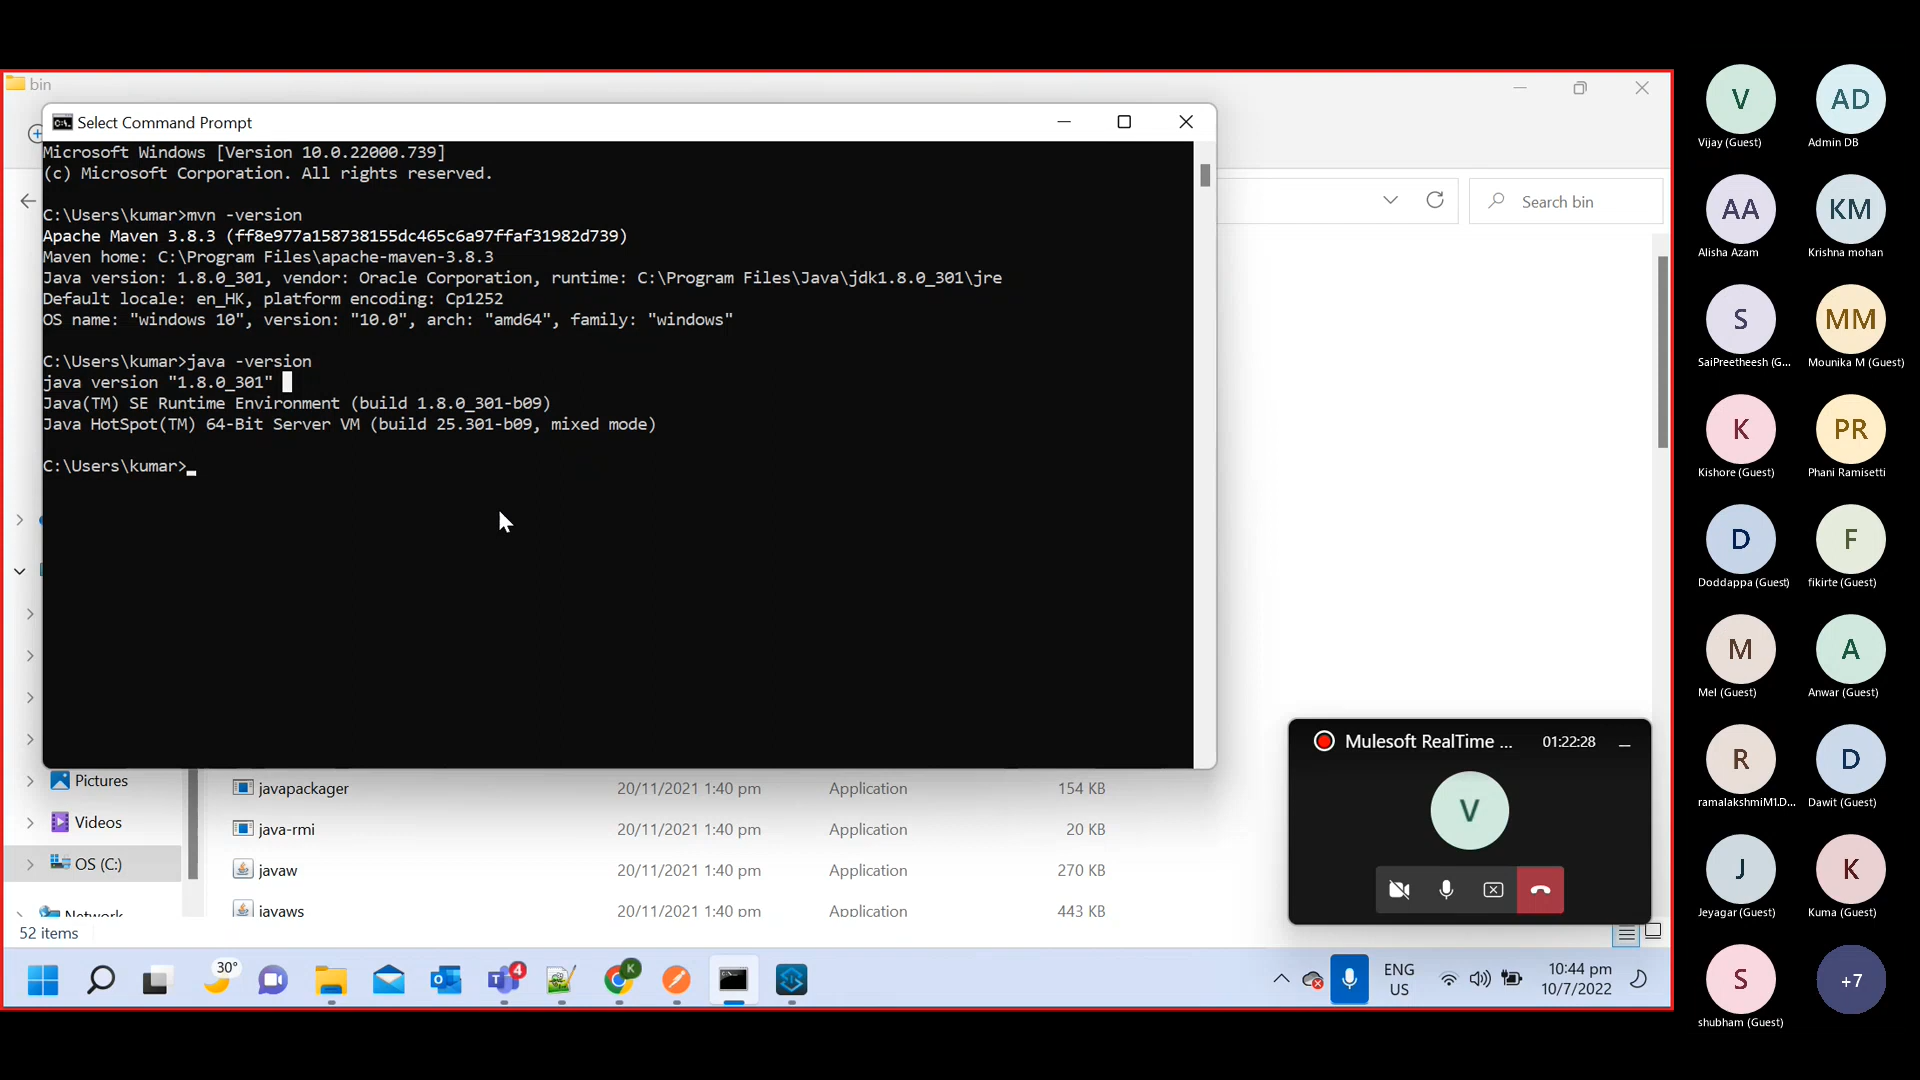 bin
Select Command Prompt
Microsoft Windows [Version 10.0.22000.739]
(c) Microsoft Corporation. All rights reserved.
C:\Users\kumar>mvn -version
Apache Maven 3.8.3 (ff8e977a158738155dc465c6a97ffaf31982d739)
Maven home: C:\Program Files\apache-maven-3.8.3
Java version: 1.8.0_301, vendor: Oracle Corporation, runtime: C:\Program Files\Java\jdk1.8.0_301\jre
Default locale: en_HK, platform encoding: Cp1252
OS name: "windows 10", version: "10.0", arch: "amd64", family: "windows"
C:\Users\kumar>java -version
java version "1.8.0_301"
Java(TM) SE Runtime Environment (build 1.8.0_301-b09)
Java HotSpot(TM) 64-Bit Server VM (build 25.301-b09, mixed mode)
C:\Users\kumar>_
Search bin
Pictures
Videos
OS (C:)
Network
52 items
javapackager 20/11/2021 1:40 pm Application 154 KB
java-rmi 20/11/2021 1:40 pm Application 20 KB
javaw 20/11/2021 1:40 pm Application 270 KB
javaws 20/11/2021 1:40 pm Application 443 KB
Mulesoft RealTime ... 01:22:28
V
30°
4
K
ENG
US
10:44 pm
10/7/2022
V AD
Vijay (Guest) Admin DB
AA KM
Alisha Azam Krishna mohan
S MM
SaiPreetheesh (G... Mounika M (Guest)
K PR
Kishore (Guest) Phani Ramisetti
D F
Doddappa (Guest) fikirte (Guest)
M A
Mel (Guest) Anwar (Guest)
R D
ramalakshmiM1.D... Dawit (Guest)
J K
Jeyagar (Guest) Kuma (Guest)
S +7
shubham (Guest)